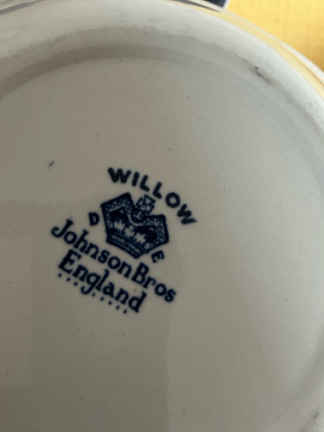 WILLOW
D E
Johnson Bros
England